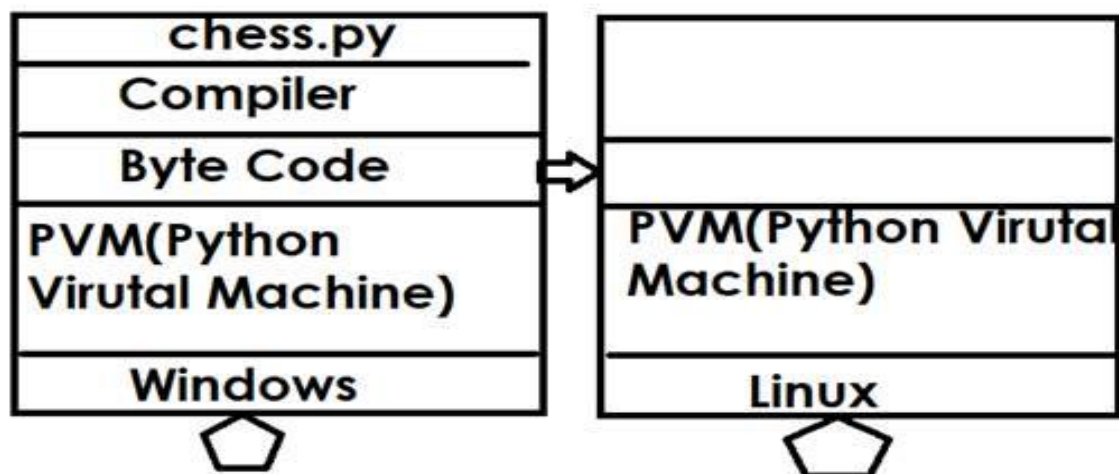 chess.py
Compiler
Byte Code
PVM(Python
Virutal Machine)
Windows
PVM(Python Virutal
Machine)
Linux